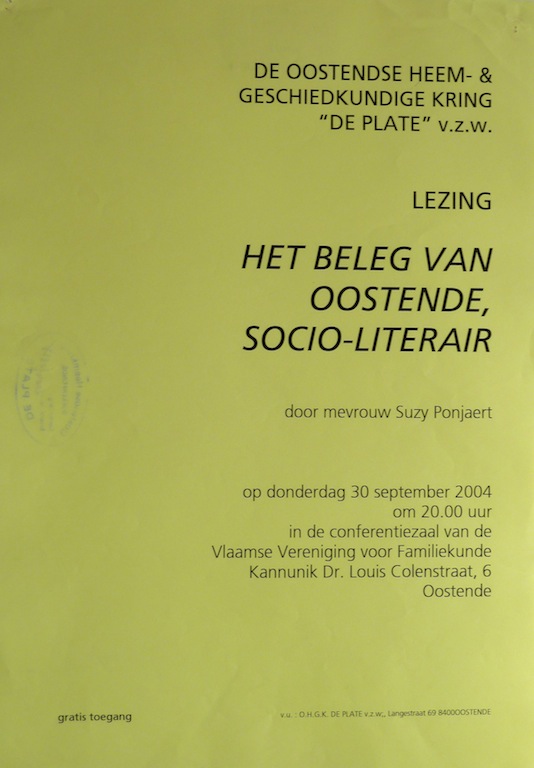 DE OOSTENDSE HEEM- &
GESCHIEDKUNDIGE KRING
"DE PLATE" v.z.w.
LEZING
HET BELEG VAN
OOSTENDE,
SOCIO-LITERAIR
door mevrouw Suzy Ponjaert
op donderdag 30 september 2004
om 20.00 uur
in de conferentiezaal van de
Vlaamse Vereniging voor Familiekunde
Kannunik Dr. Louis Colenstraat, 6
Oostende
gratis toegang
v.u. : O.H.G.K. DE PLATE v.z.w;, Langestraat 69 8400OOSTENDE